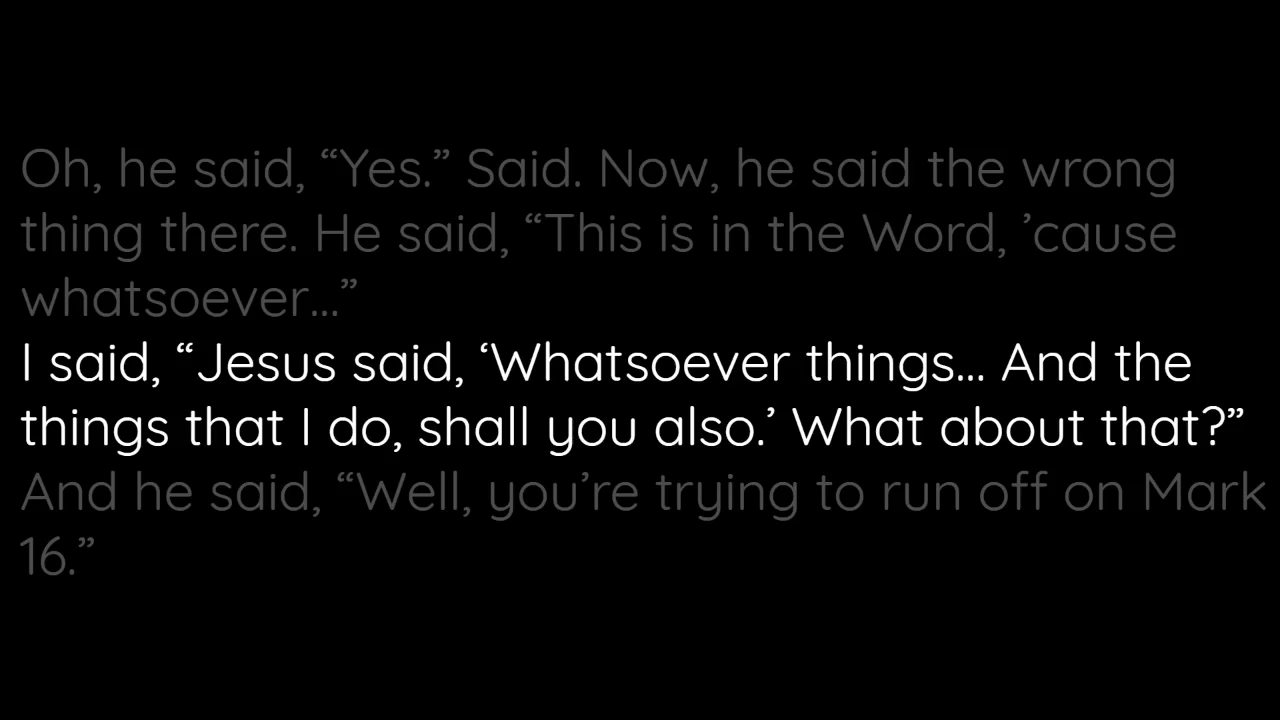 Oh, he said, “Yes.” Said. Now, he said the wrong
thing there. He said, “This is in the Word, ’cause
whatsoever...”
I said, “Jesus said, ‘Whatsoever things... And the
things that I do, shall you also.’ What about that?”
And he said, “Well, you’re trying to run off on Mark
16.”